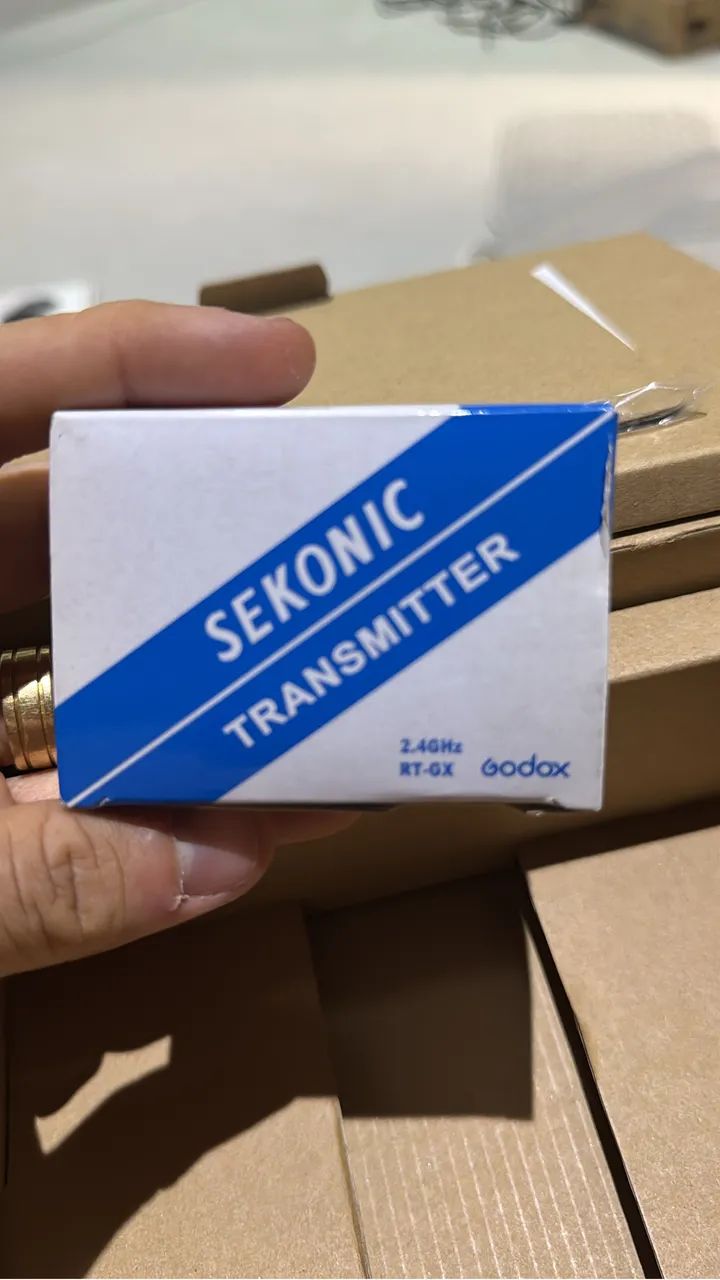 SEKONIC
TRANSMITTER
2.4GHz
RT-GX
Godox